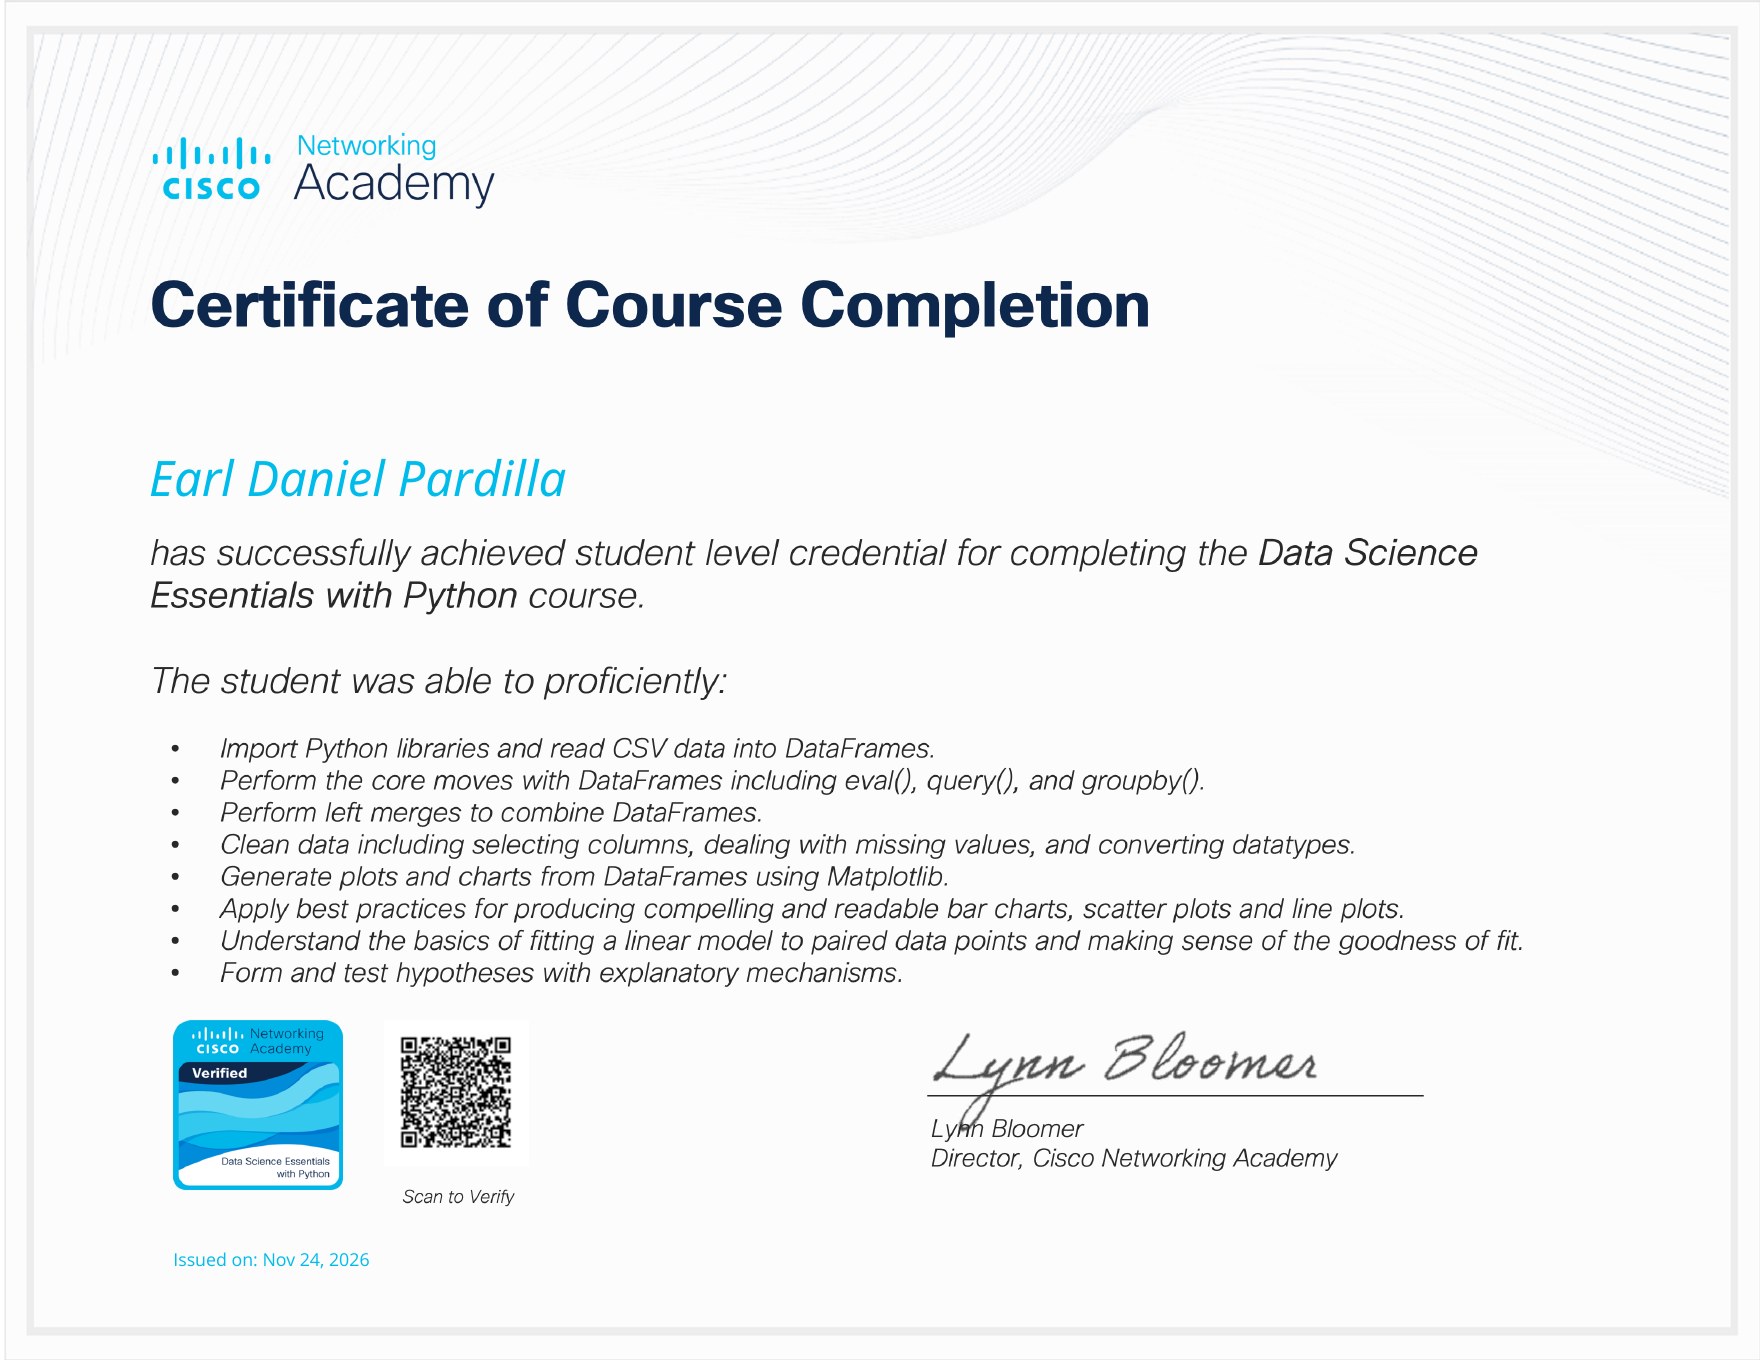 Networking
CISCO Academy
Certificate of Course Completion
Earl Daniel Pardilla
has successfully achieved student level credential for completing the Data Science
Essentials with Python course.
The student was able to proficiently:
• Import Python libraries and read CSV data into DataFrames.
• Perform the core moves with DataFrames including eval(), query(), and groupby().
• Perform left merges to combine DataFrames.
• Clean data including selecting columns, dealing with missing values, and converting datatypes.
• Generate plots and charts from DataFrames using Matplotlib.
• Apply best practices for producing compelling and readable bar charts, scatter plots and line plots.
• Understand the basics of fitting a linear model to paired data points and making sense of the goodness of fit.
• Form and test hypotheses with explanatory mechanisms.
Networking
CISCO Academy
Verified
Data Science Essentials
with Python
Scan to Verify
Lynn Bloomer
Lynn Bloomer
Director, Cisco Networking Academy
Issued on: Nov 24, 2026